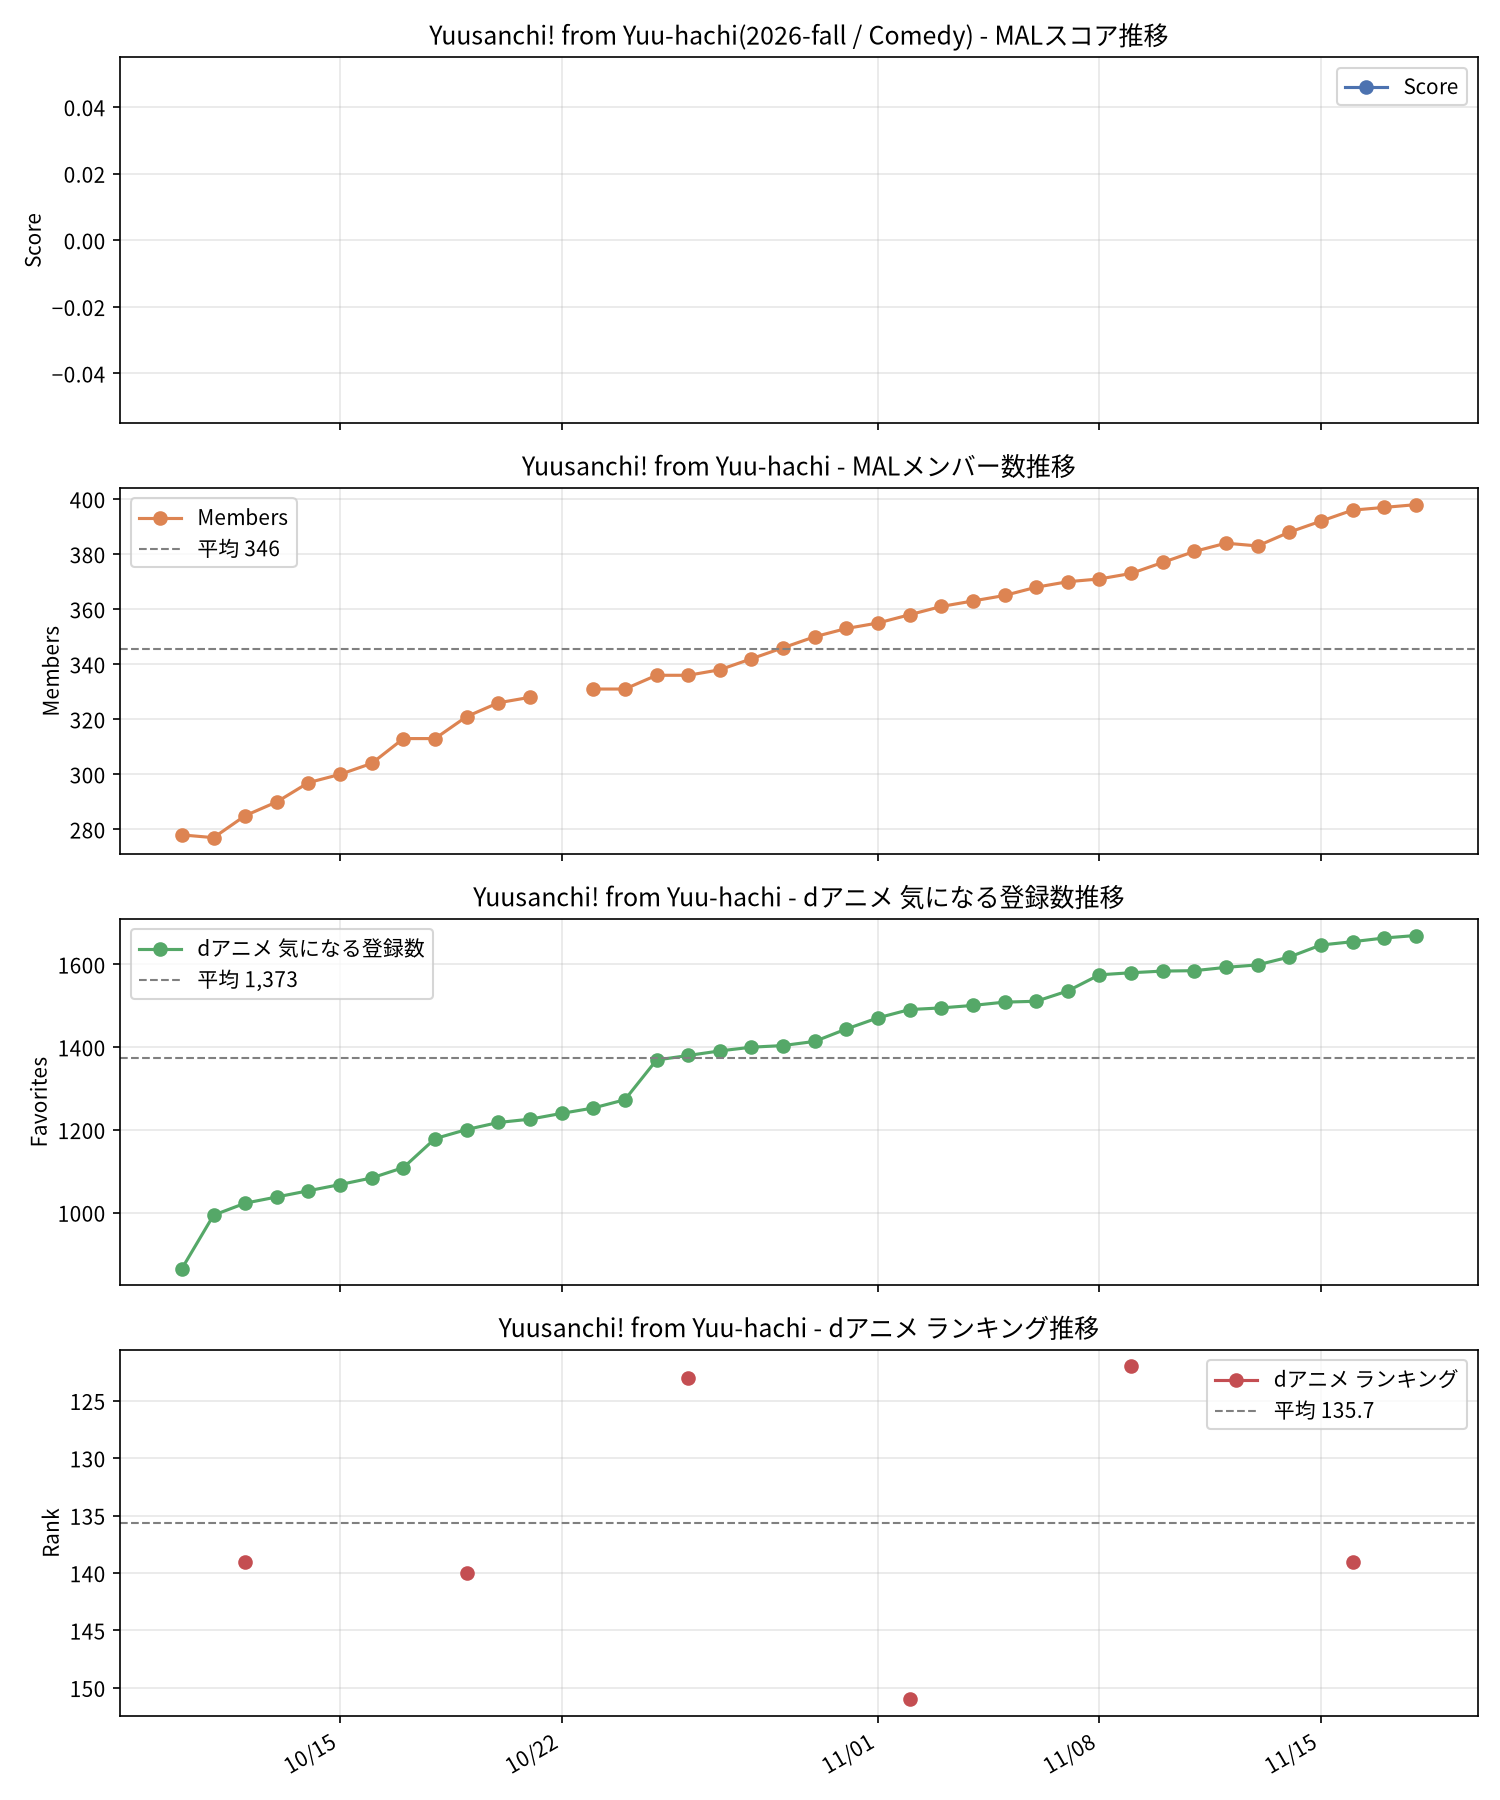 Yuusanchi! from Yuu-hachi(2026-fall / Comedy) - MALスコア推移
Score
0.04
0.02
0.00
−0.02
−0.04
Score
Yuusanchi! from Yuu-hachi - MALメンバー数推移
Members
平均 346
400
380
360
340
320
300
280
Members
Yuusanchi! from Yuu-hachi - dアニメ 気になる登録数推移
dアニメ 気になる登録数
平均 1,373
1600
1400
1200
1000
Favorites
Yuusanchi! from Yuu-hachi - dアニメ ランキング推移
dアニメ ランキング
平均 135.7
125
130
135
140
145
150
Rank
10/15
10/22
11/01
11/08
11/15